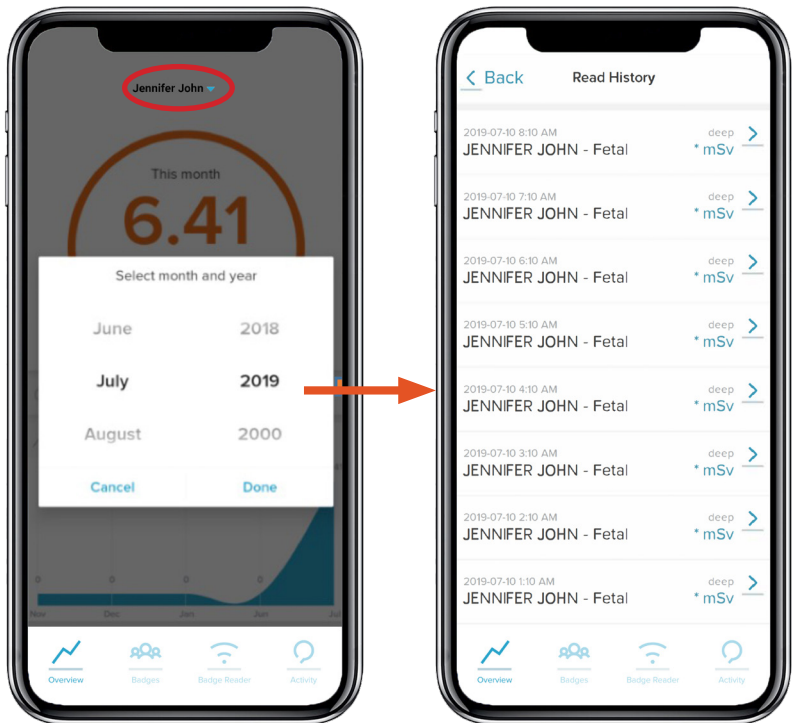 Jennifer John
This month
6.41
Select month and year
June 2018
July 2019
August 2000
Cancel Done
0 0 0 0
Nov Dec Jan Jun Jul
Overview Badges Badge Reader Activity
Back Read History
2019-07-10 8:10 AM deep
JENNIFER JOHN - Fetal * mSv
2019-07-10 7:10 AM deep
JENNIFER JOHN - Fetal * mSv
2019-07-10 6:10 AM deep
JENNIFER JOHN - Fetal * mSv
2019-07-10 5:10 AM deep
JENNIFER JOHN - Fetal * mSv
2019-07-10 4:10 AM deep
JENNIFER JOHN - Fetal * mSv
2019-07-10 3:10 AM deep
JENNIFER JOHN - Fetal * mSv
2019-07-10 2:10 AM deep
JENNIFER JOHN - Fetal * mSv
2019-07-10 1:10 AM deep
JENNIFER JOHN - Fetal * mSv
Overview Badges Badge Reader Activity